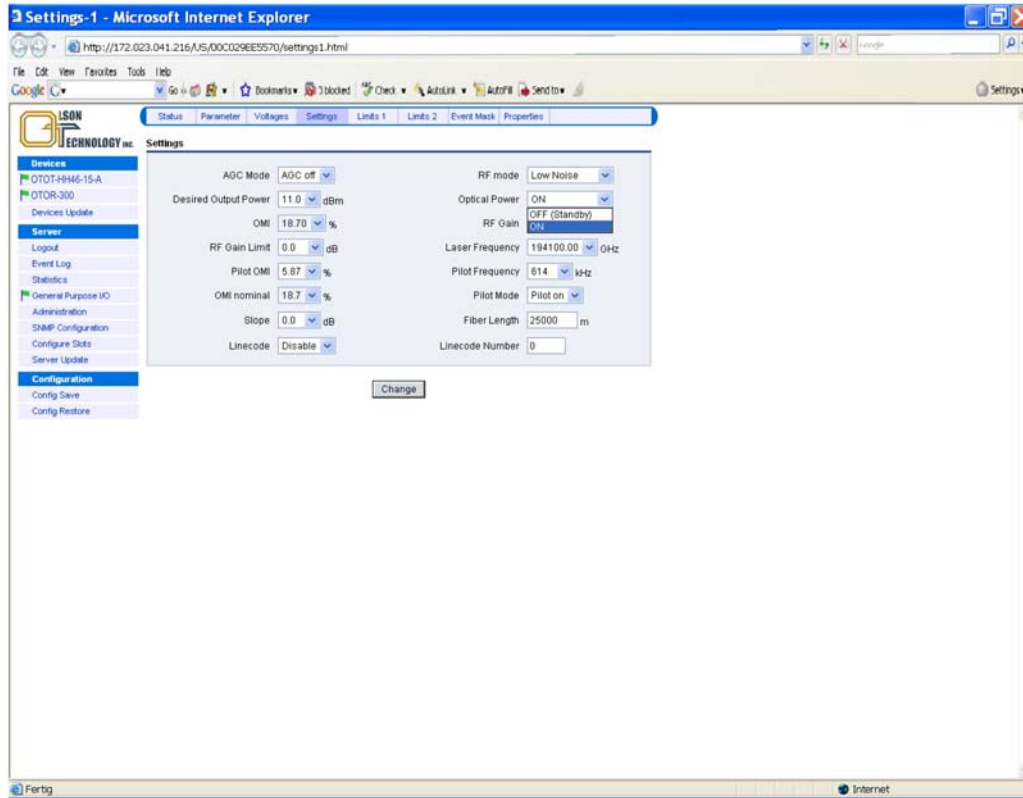 Settings-1 - Microsoft Internet Explorer
http://172.023.041.216/US/00C029EE5570/settings1.html
Google
File Edit View Favorites Tools Help
Google G Go Bookmarks 3 blocked Check AutoLink AutoFill Send to Settings
OLSON TECHNOLOGY INC.
Status Parameter Voltages Settings Limits 1 Limits 2 Event Mask Properties
Settings
Devices
OTOT-HH46-15-A
OTOR-300
Devices Update
Server
Logout
Event Log
Statistics
General Purpose I/O
Administration
SNMP Configuration
Configure Slots
Server Update
Configuration
Config Save
Config Restore
AGC Mode AGC off RF mode Low Noise
Desired Output Power 11.0 dBm Optical Power ON
OFF (Standby)
ON
OMI 18.70 % RF Gain
RF Gain Limit 0.0 dB Laser Frequency 194100.00 GHz
Pilot OMI 5.87 % Pilot Frequency 614 kHz
OMI nominal 18.7 % Pilot Mode Pilot on
Slope 0.0 dB Fiber Length 25000 m
Linecode Disable Linecode Number 0
Change
Fertig Internet